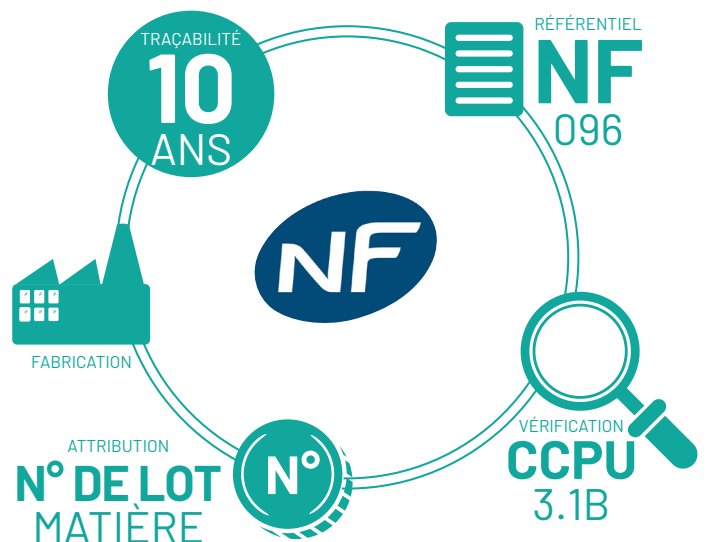 TRAÇABILITÉ
10
ANS
RÉFÉRENTIEL
NF
096
NF
FABRICATION
VÉRIFICATION
CCPU
3.1B
ATTRIBUTION
N° DE LOT
MATIÈRE
N°